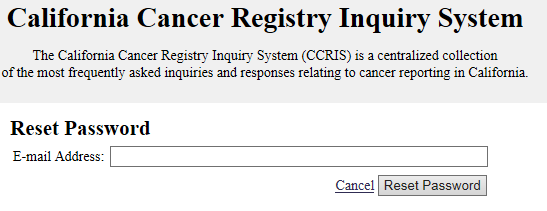 California Cancer Registry Inquiry System
The California Cancer Registry Inquiry System (CCRIS) is a centralized collection
of the most frequently asked inquiries and responses relating to cancer reporting in California.
Reset Password
E-mail Address:
Cancel Reset Password